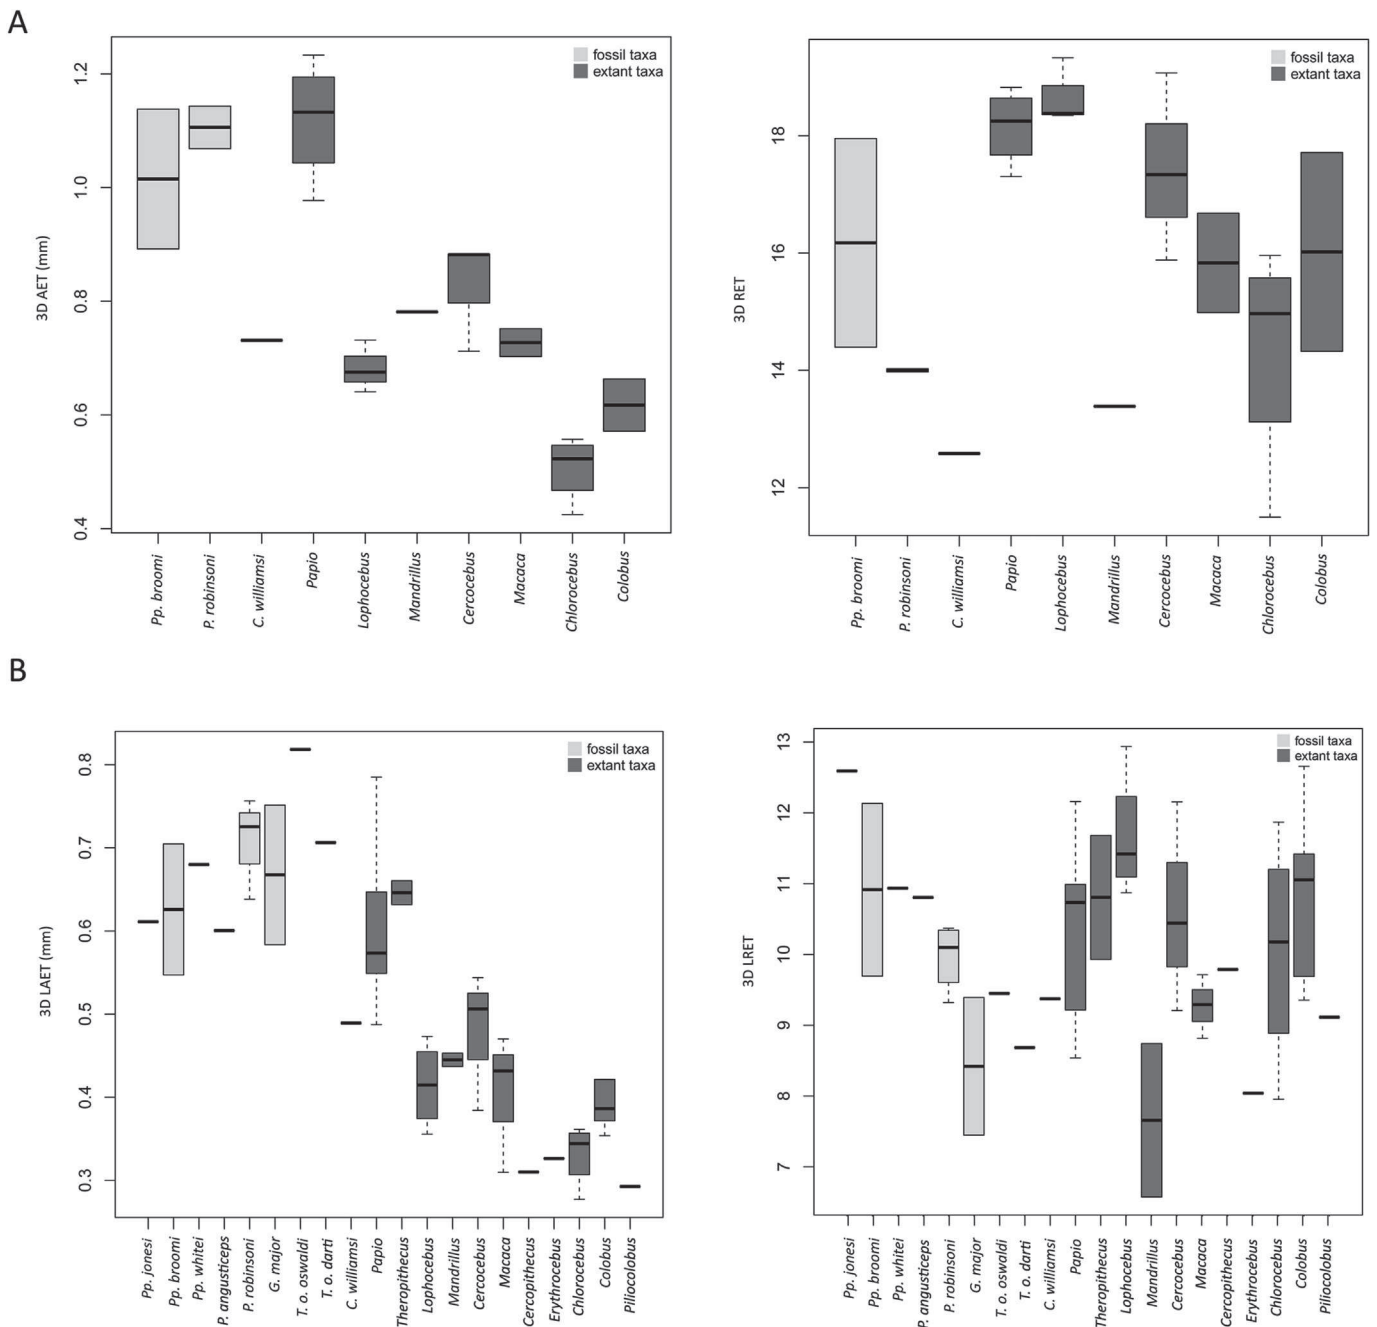 A
fossil taxa
extant taxa
3D AET (mm)
1.2
1.0
0.8
0.6
0.4
Pp. broomi
P. robinsoni
C. williamsi
Papio
Lophocebus
Mandrillus
Cercocebus
Macaca
Chlorocebus
Colobus
fossil taxa
extant taxa
3D RET
18
16
14
12
Pp. broomi
P. robinsoni
C. williamsi
Papio
Lophocebus
Mandrillus
Cercocebus
Macaca
Chlorocebus
Colobus
B
fossil taxa
extant taxa
3D LAET (mm)
0.8
0.7
0.6
0.5
0.4
0.3
Pp. jonesi
Pp. broomi
Pp. whitei
P. angusticeps
P. robinsoni
G. major
T. o. oswaldi
T. o. darti
C. williamsi
Papio
Theropithecus
Lophocebus
Mandrillus
Cercocebus
Macaca
Cercopithecus
Erythrocebus
Chlorocebus
Colobus
Piliocolobus
fossil taxa
extant taxa
3D LRET
13
12
11
10
9
8
7
Pp. jonesi
Pp. broomi
Pp. whitei
P. angusticeps
P. robinsoni
G. major
T. o. oswaldi
T. o. darti
C. williamsi
Papio
Theropithecus
Lophocebus
Mandrillus
Cercocebus
Macaca
Cercopithecus
Erythrocebus
Chlorocebus
Colobus
Piliocolobus